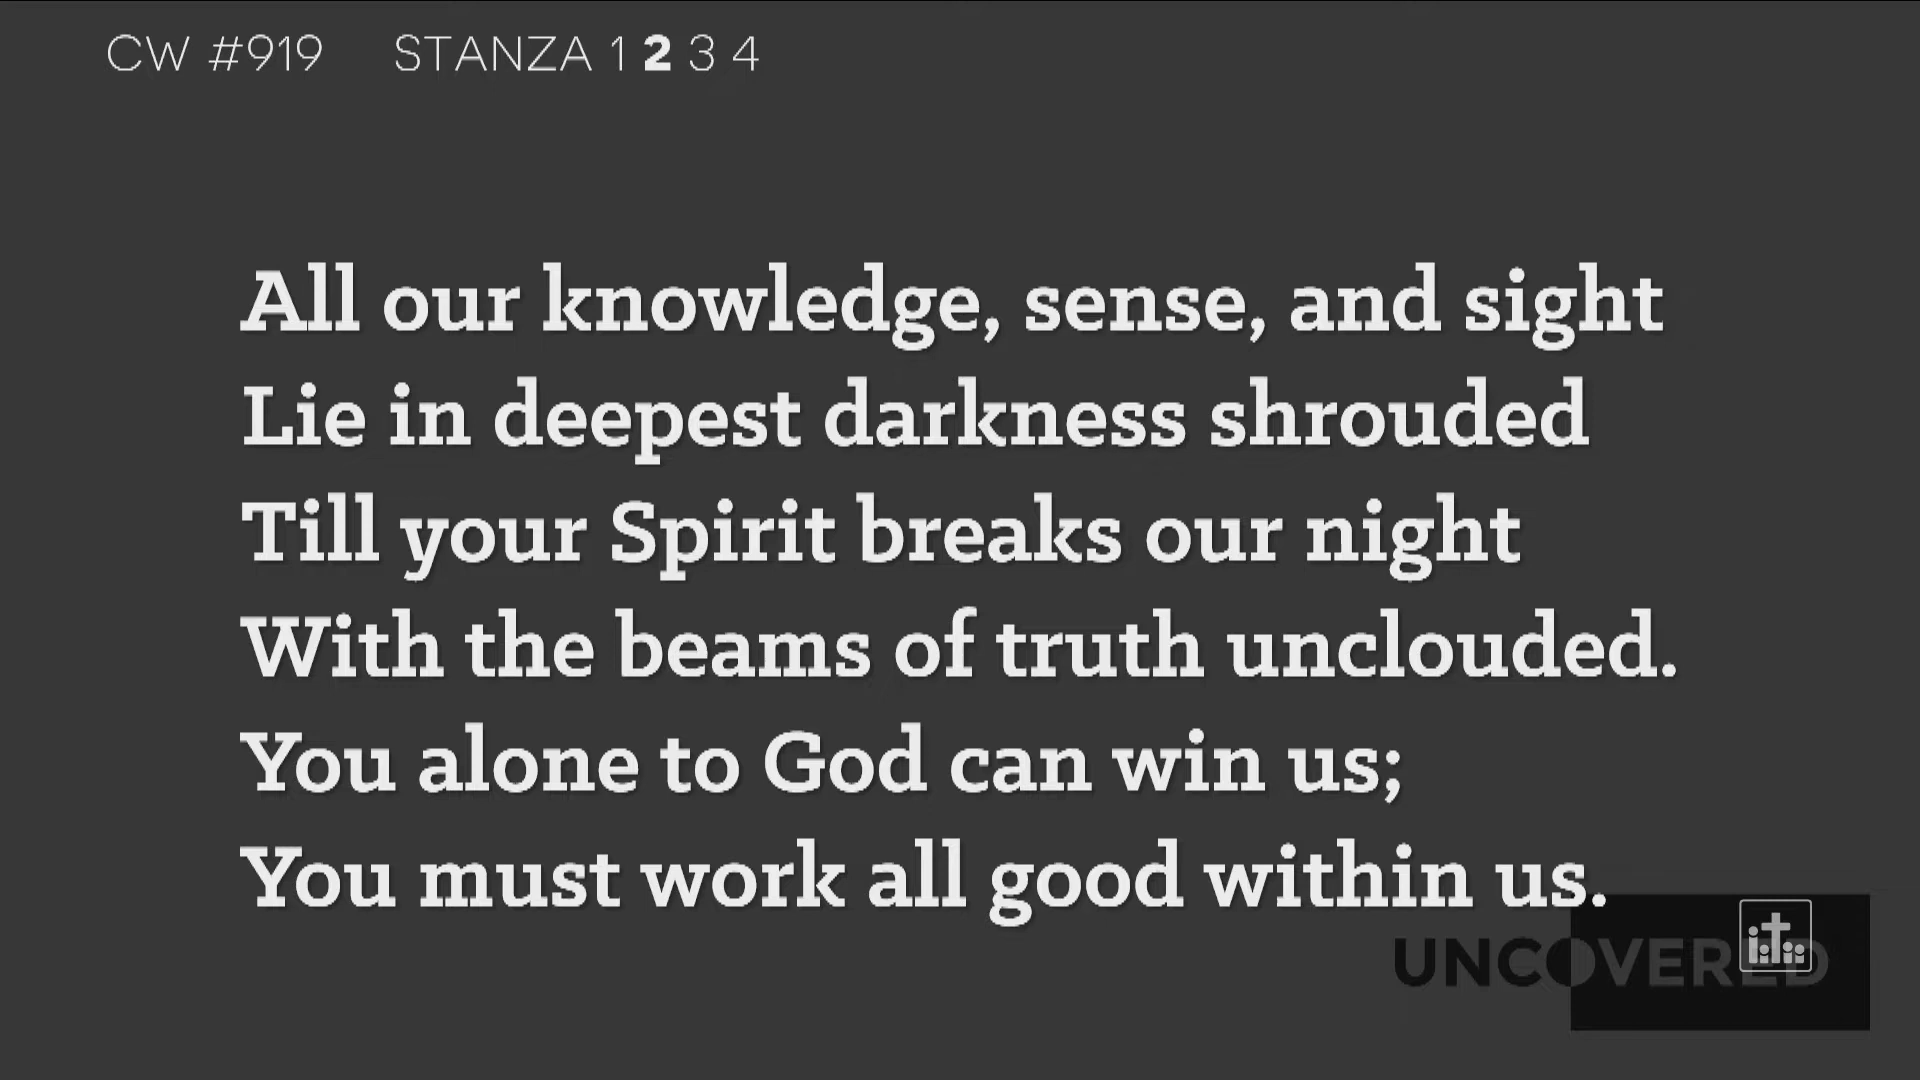 CW #919 STANZA 1 2 3 4
All our knowledge, sense, and sight
Lie in deepest darkness shrouded
Till your Spirit breaks our night
With the beams of truth unclouded.
You alone to God can win us;
You must work all good within us.
UNCOVERED